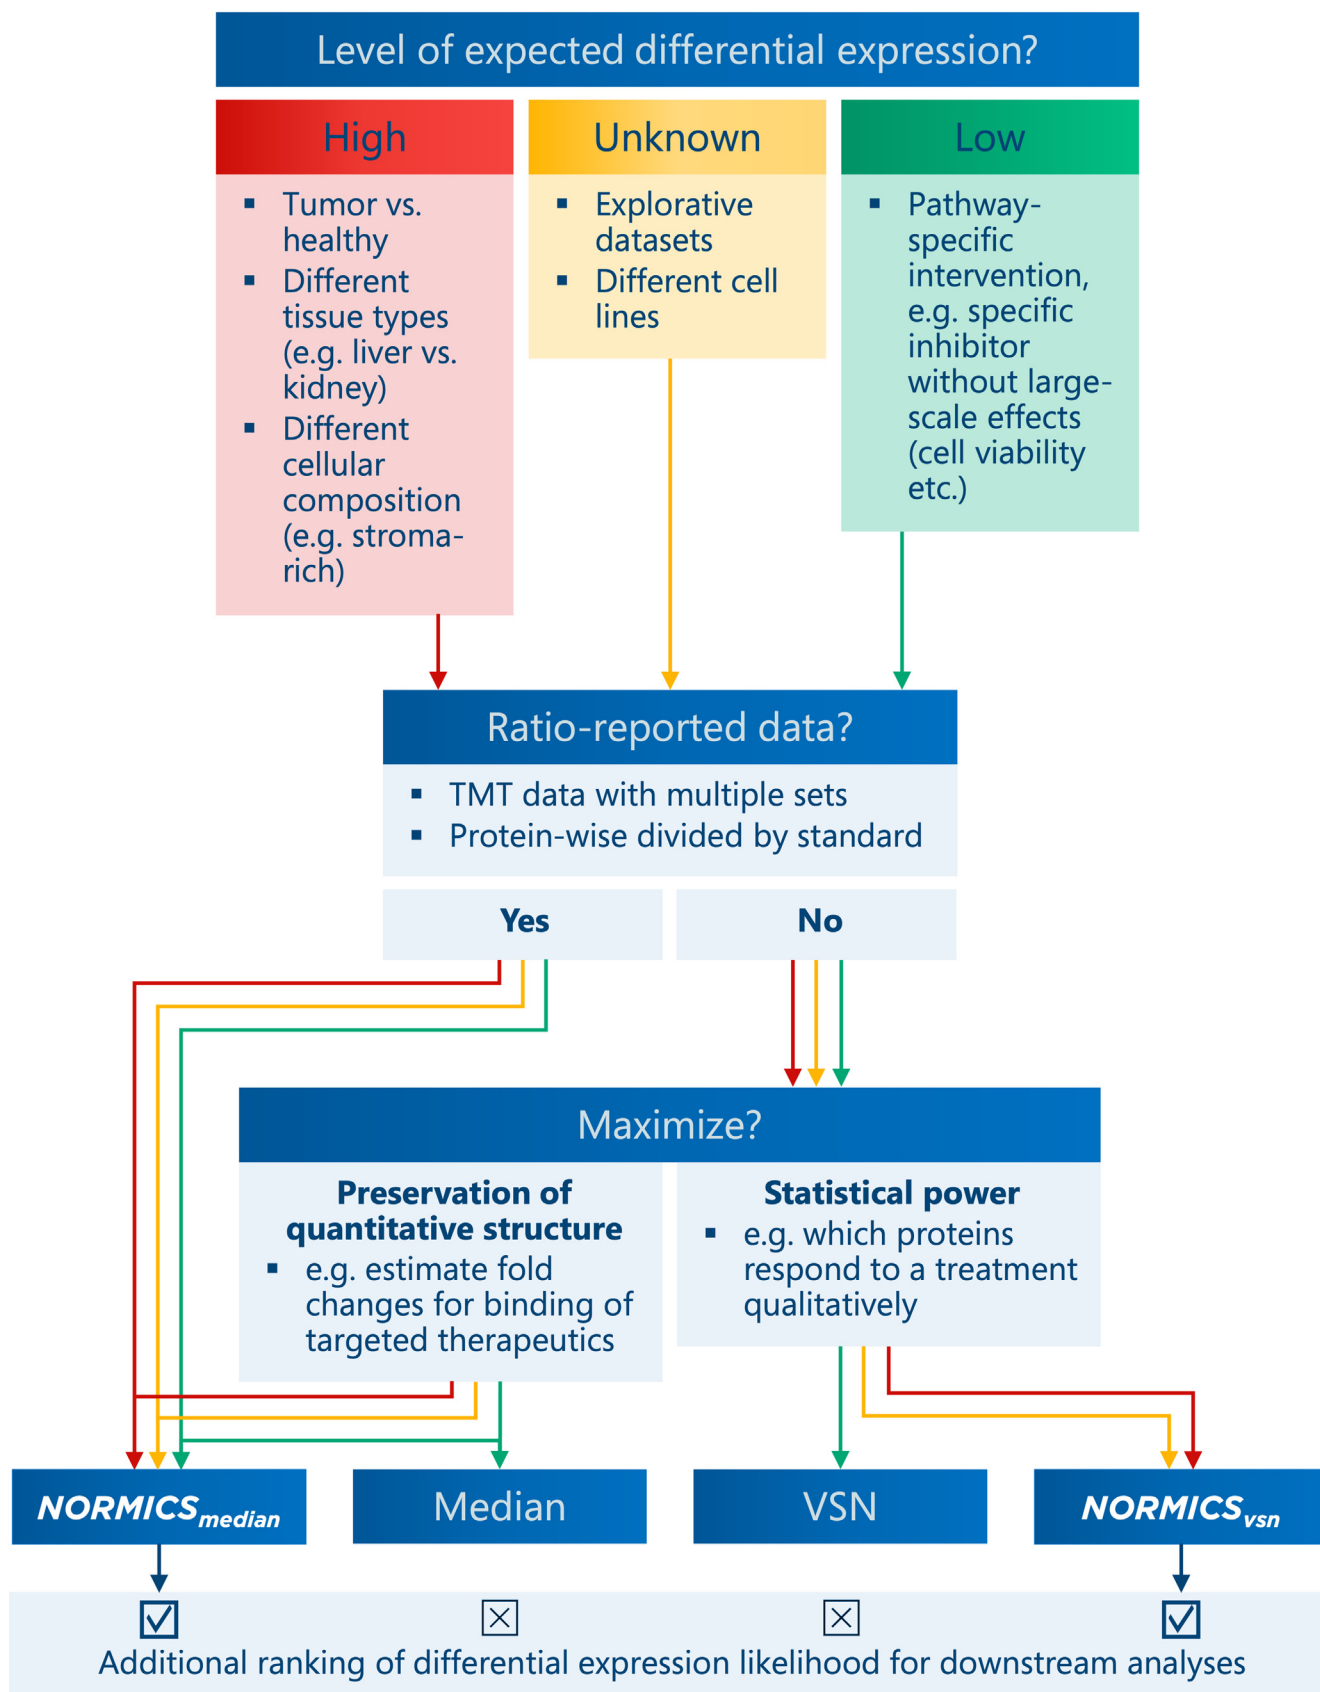 Level of expected differential expression?
High
▪ Tumor vs.
healthy
▪ Different
tissue types
(e.g. liver vs.
kidney)
▪ Different
cellular
composition
(e.g. stroma-
rich)
Unknown
▪ Explorative
datasets
▪ Different cell
lines
Low
▪ Pathway-
specific
intervention,
e.g. specific
inhibitor
without large-
scale effects
(cell viability
etc.)
Ratio-reported data?
▪ TMT data with multiple sets
▪ Protein-wise divided by standard
Yes
No
Maximize?
Preservation of
quantitative structure
▪ e.g. estimate fold
changes for binding of
targeted therapeutics
Statistical power
▪ e.g. which proteins
respond to a treatment
qualitatively
NORMICS median
Median
VSN
NORMICS vsn
Additional ranking of differential expression likelihood for downstream analyses